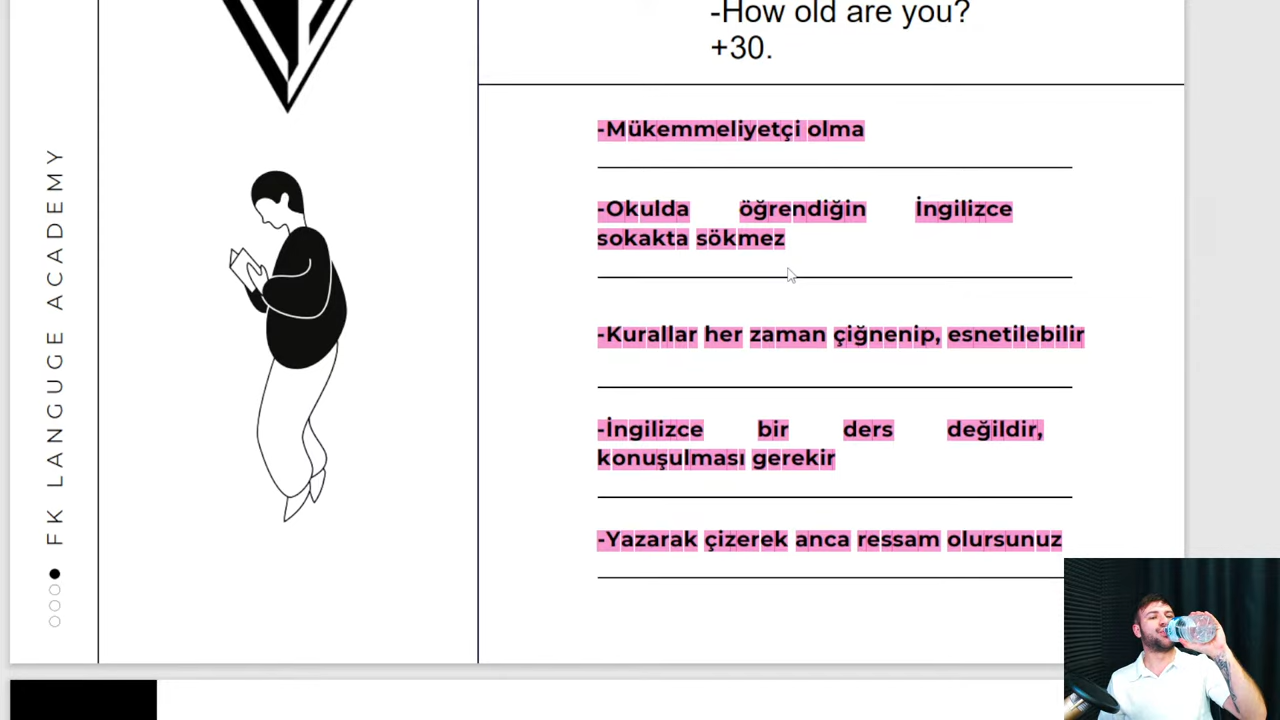 -How old are you?
+30.
-Mükemmeliyetçi olma
-Okulda öğrendiğin İngilizce
sokakta sökmez
-Kurallar her zaman çiğnenip, esnetilebilir
-İngilizce bir ders değildir,
konuşulması gerekir
-Yazarak çizerek anca ressam olursunuz
FK LANGUGE ACADEMY